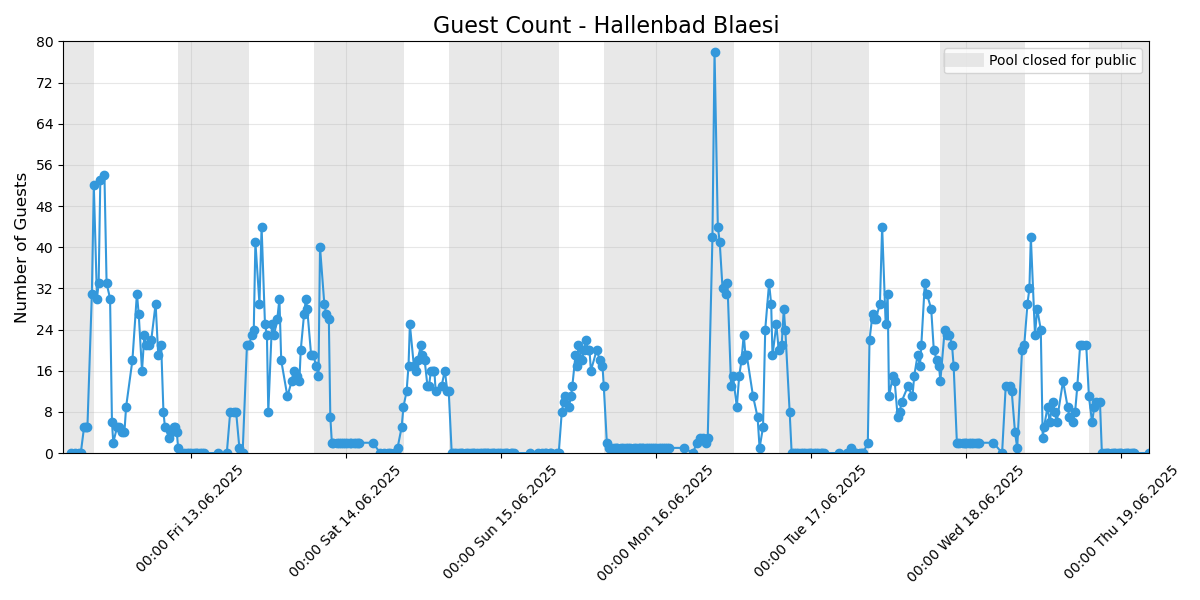 Guest Count - Hallenbad Blaesi
Pool closed for public
Number of Guests
80
72
64
56
48
40
32
24
16
8
0
00:00 Fri 13.06.2025
00:00 Sat 14.06.2025
00:00 Sun 15.06.2025
00:00 Mon 16.06.2025
00:00 Tue 17.06.2025
00:00 Wed 18.06.2025
00:00 Thu 19.06.2025